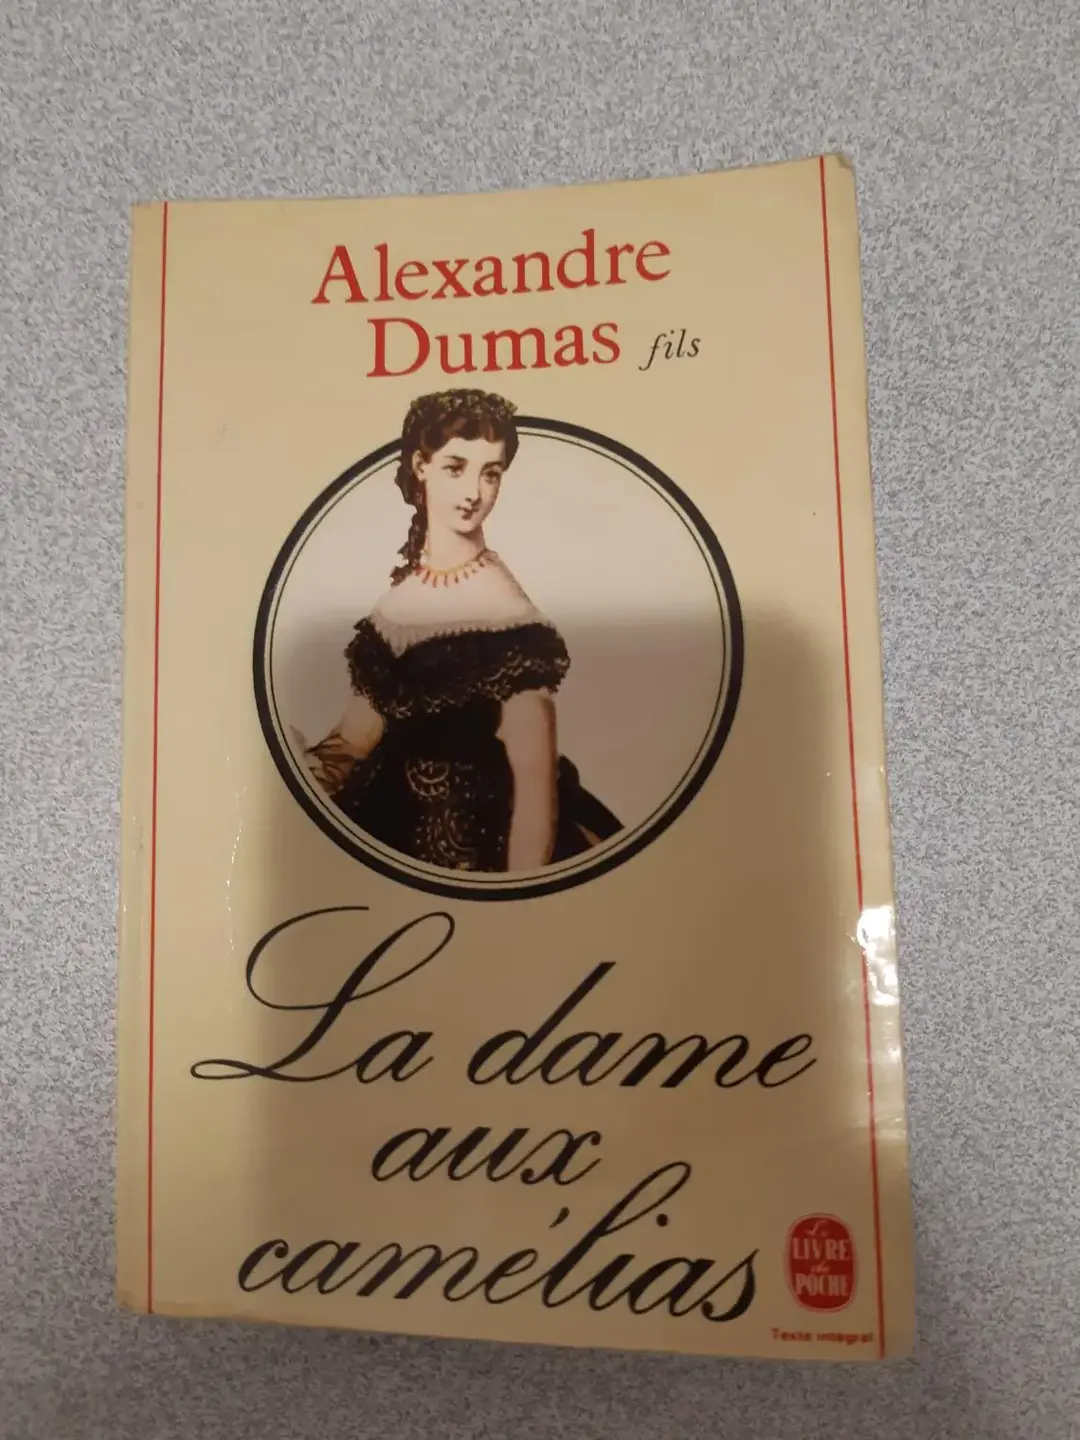 Alexandre
Dumas fils
La dame
aux
camélias
Le
LIVRE
de
POCHE
Texte intégral